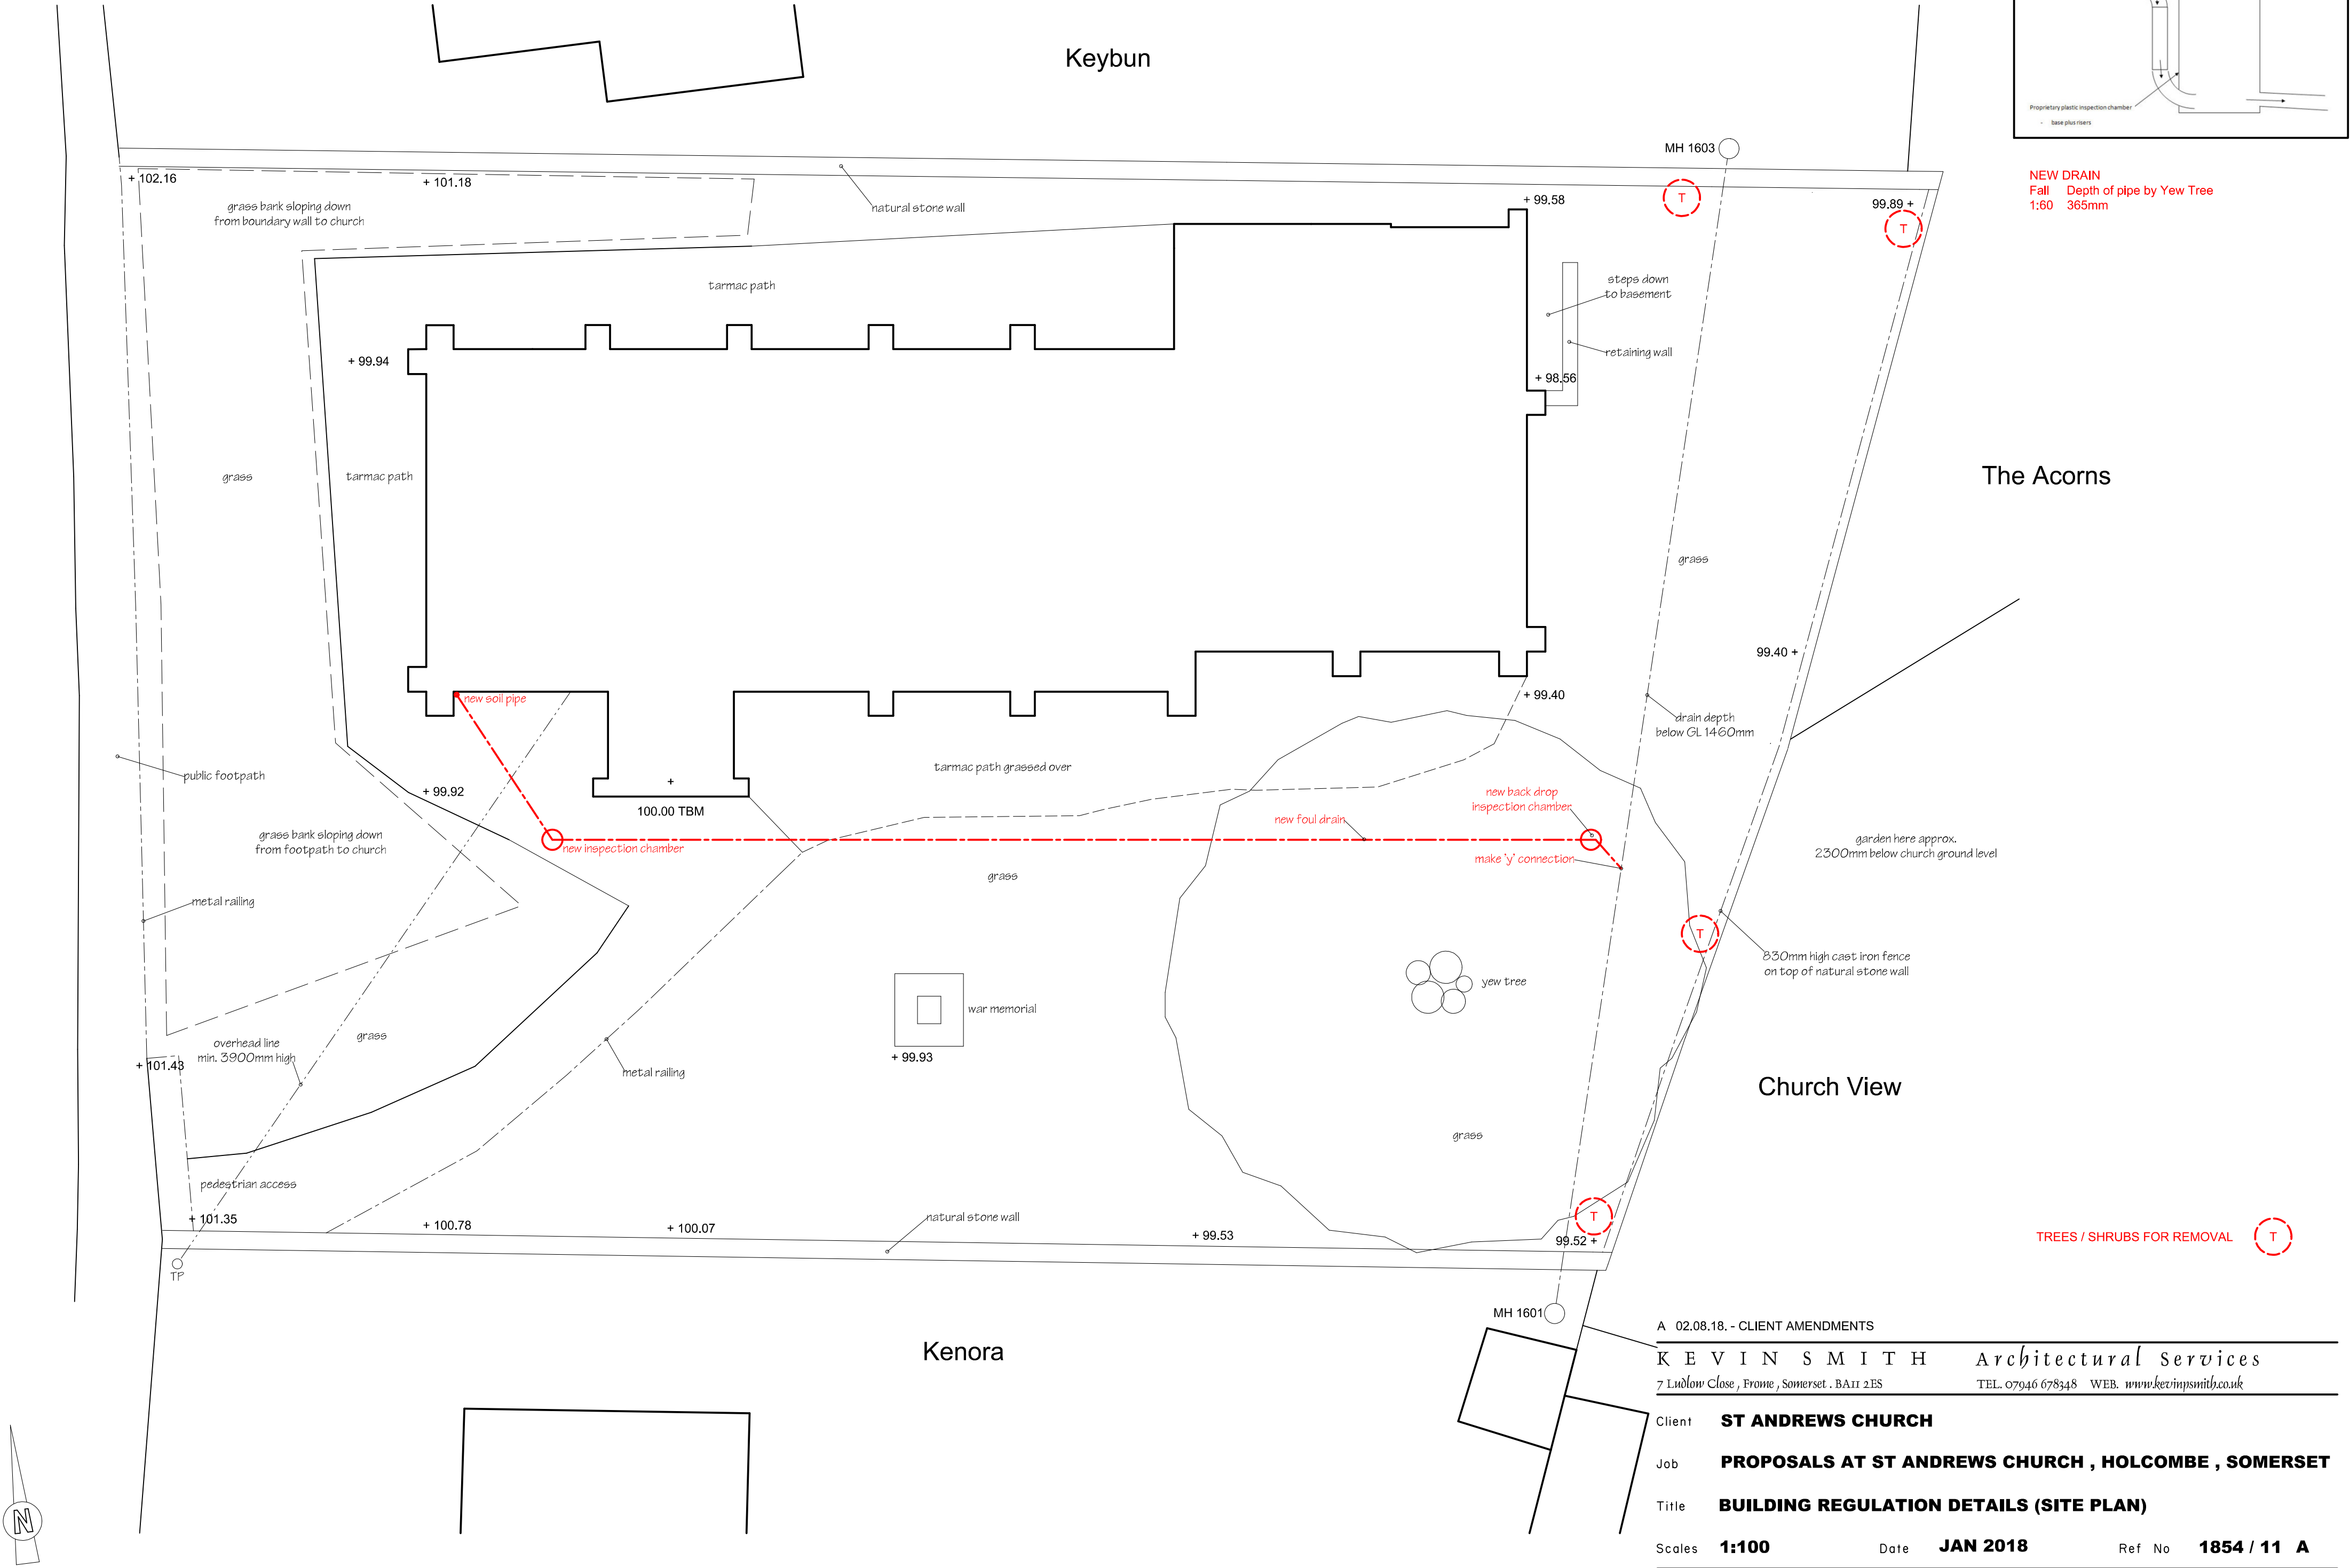 Keybun
Proprietary plastic inspection chamber
- base plus risers
MH 1603
NEW DRAIN
Fall Depth of pipe by Yew Tree
1:60 365mm
+ 102.16
+ 101.18
grass bank sloping down
from boundary wall to church
natural stone wall
+ 99.58
T
99.89 +
T
tarmac path
steps down
to basement
+ 99.94
retaining wall
+ 98.56
grass
tarmac path
The Acorns
grass
99.40 +
new soil pipe
+ 99.40
drain depth
below GL 1460mm
public footpath
tarmac path grassed over
+ 99.92
+
100.00 TBM
new back drop
inspection chamber
new foul drain
grass bank sloping down
from footpath to church
new inspection chamber
make 'y' connection
garden here approx.
2300mm below church ground level
grass
metal railing
T
830mm high cast iron fence
on top of natural stone wall
yew tree
war memorial
grass
overhead line
min. 3900mm high
+ 99.93
+ 101.43
metal railing
Church View
grass
pedestrian access
+ 101.35
+ 100.78
+ 100.07
natural stone wall
+ 99.53
T
99.52 +
TREES / SHRUBS FOR REMOVAL T
TP
MH 1601
Kenora
A 02.08.18. - CLIENT AMENDMENTS
KEVIN SMITH Architectural Services
7 Ludlow Close , Frome , Somerset . BA11 2ES TEL. 07946 678348 WEB. www.kevinpsmith.co.uk
Client ST ANDREWS CHURCH
Job PROPOSALS AT ST ANDREWS CHURCH , HOLCOMBE , SOMERSET
Title BUILDING REGULATION DETAILS (SITE PLAN)
Scales 1:100 Date JAN 2018 Ref No 1854 / 11 A
N